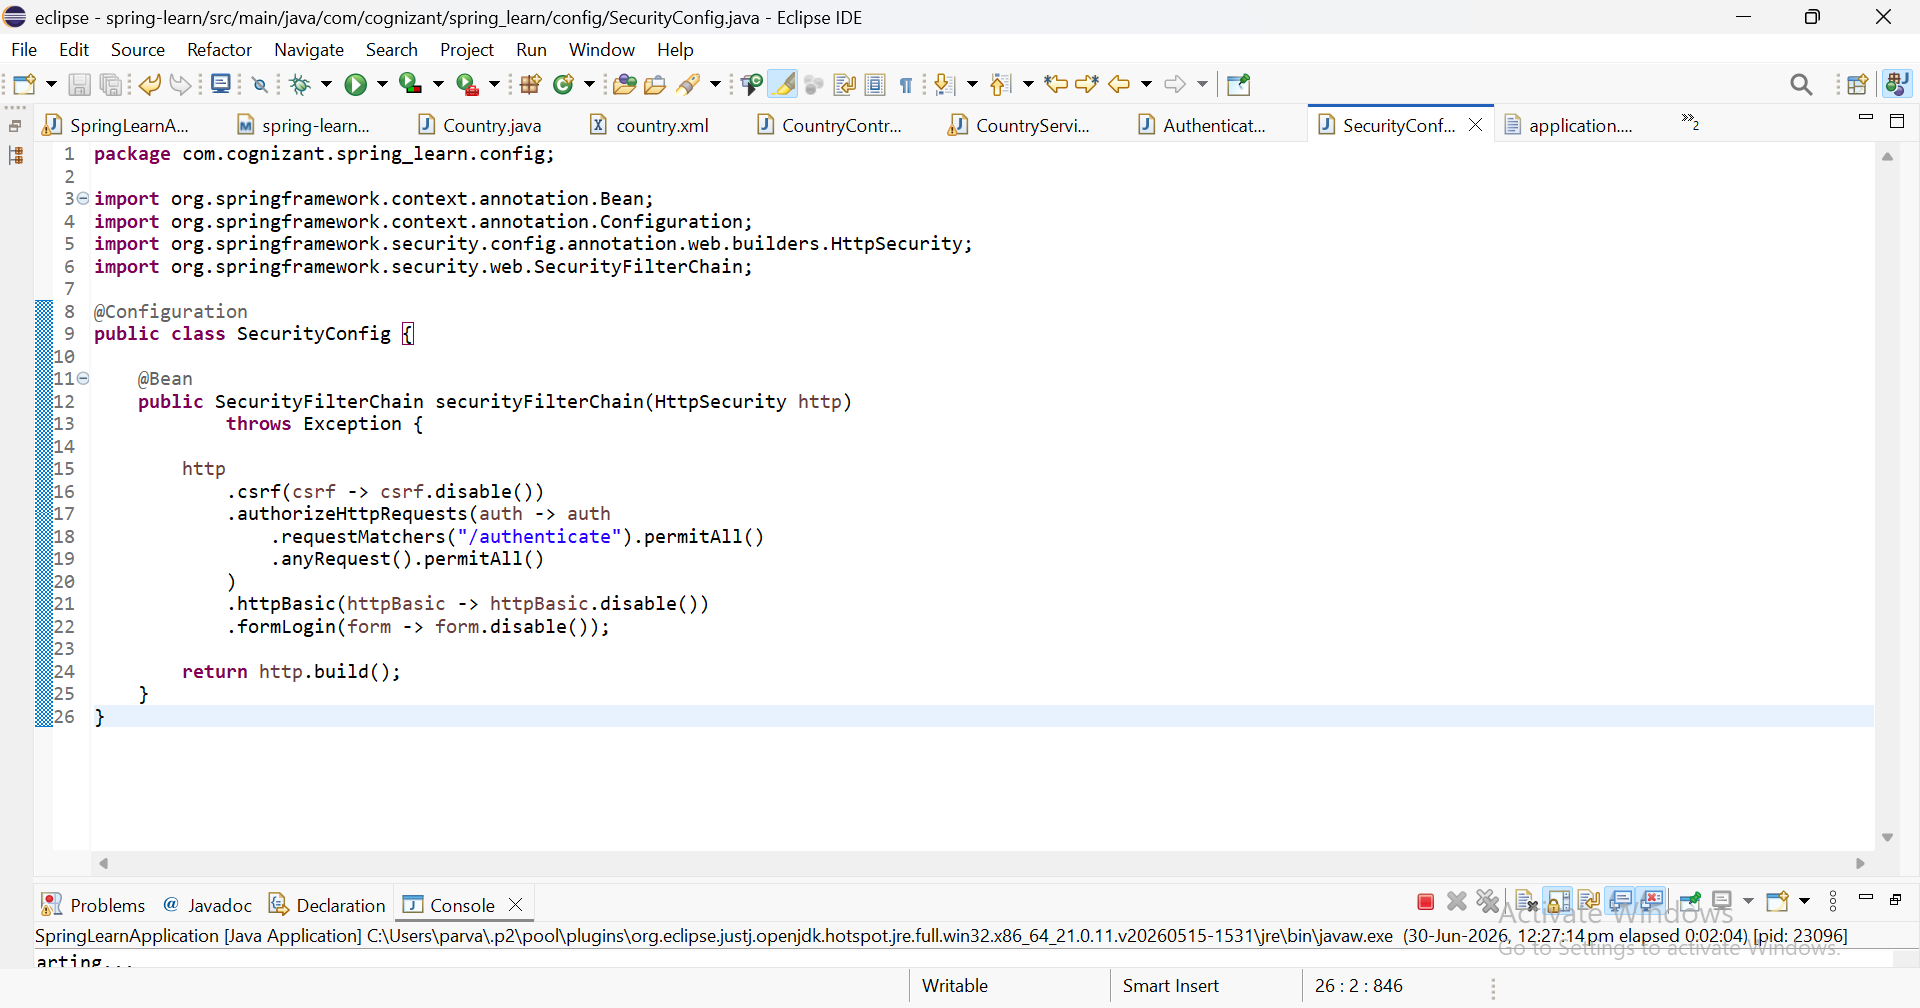 eclipse - spring-learn/src/main/java/com/cognizant/spring_learn/config/SecurityConfig.java - Eclipse IDE
File Edit Source Refactor Navigate Search Project Run Window Help
SpringLearnA... spring-learn... Country.java country.xml CountryContr... CountryServi... Authenticat... SecurityConf... application.... »2
1 package com.cognizant.spring_learn.config;
2
3 import org.springframework.context.annotation.Bean;
4 import org.springframework.context.annotation.Configuration;
5 import org.springframework.security.config.annotation.web.builders.HttpSecurity;
6 import org.springframework.security.web.SecurityFilterChain;
7
8 @Configuration
9 public class SecurityConfig {
10
11 @Bean
12 public SecurityFilterChain securityFilterChain(HttpSecurity http)
13 throws Exception {
14
15 http
16 .csrf(csrf -> csrf.disable())
17 .authorizeHttpRequests(auth -> auth
18 .requestMatchers("/authenticate").permitAll()
19 .anyRequest().permitAll()
20 )
21 .httpBasic(httpBasic -> httpBasic.disable())
22 .formLogin(form -> form.disable());
23
24 return http.build();
25 }
26 }
Problems Javadoc Declaration Console
Activate Windows
SpringLearnApplication [Java Application] C:\Users\parva\.p2\pool\plugins\org.eclipse.justj.openjdk.hotspot.jre.full.win32.x86_64_21.0.11.v20260515-1531\jre\bin\javaw.exe (30-Jun-2026, 12:27:14 pm elapsed 0:02:04) [pid: 23096]
Go to Settings to activate Windows.
arting...
Writable Smart Insert 26 : 2 : 846